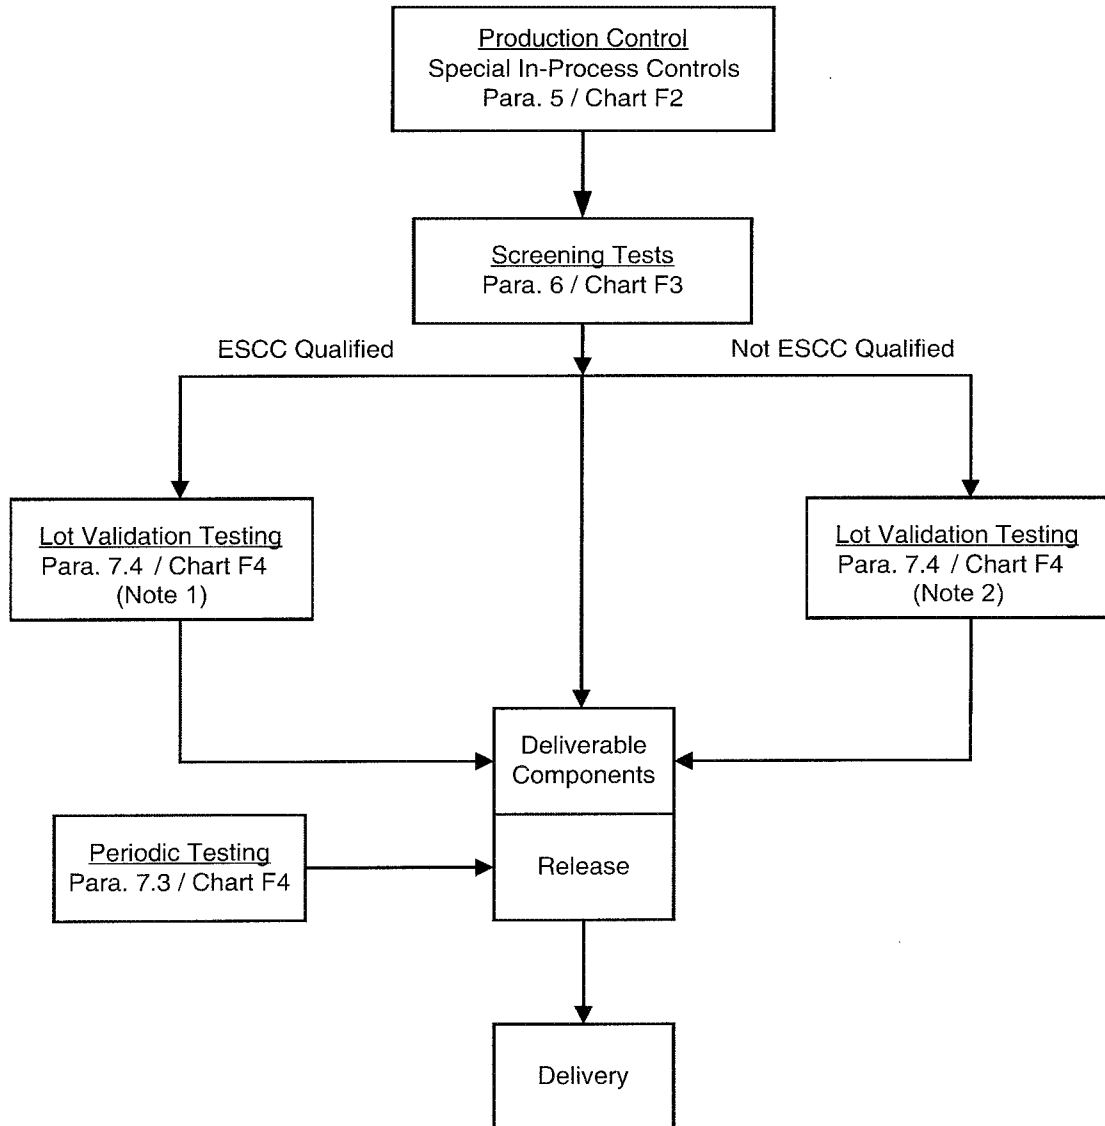 Production Control
Special In-Process Controls
Para. 5 / Chart F2
Screening Tests
Para. 6 / Chart F3
ESCC Qualified
Not ESCC Qualified
Lot Validation Testing
Para. 7.4 / Chart F4
(Note 1)
Lot Validation Testing
Para. 7.4 / Chart F4
(Note 2)
Deliverable
Components
Periodic Testing
Para. 7.3 / Chart F4
Release
Delivery